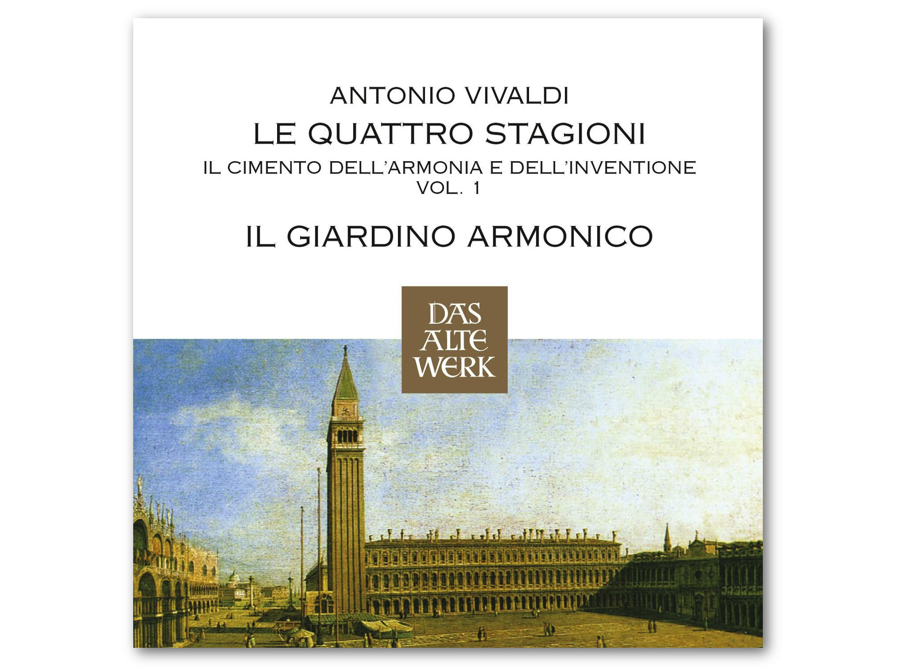 ANTONIO VIVALDI
LE QUATTRO STAGIONI
IL CIMENTO DELL'ARMONIA E DELL'INVENTIONE
VOL. 1
IL GIARDINO ARMONICO
DAS
ALTE
WERK